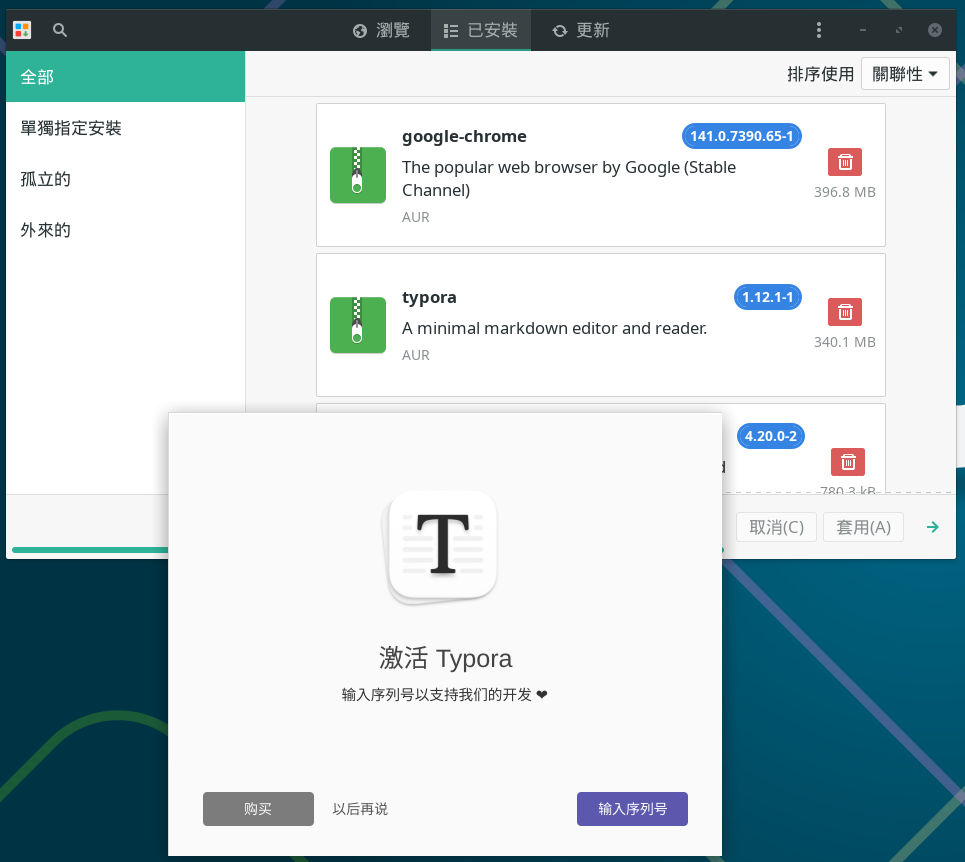 瀏覽
已安裝
更新
全部
單獨指定安裝
孤立的
外來的
排序使用 關聯性
google-chrome 141.0.7390.65-1
The popular web browser by Google (Stable
Channel)
AUR
396.8 MB
typora 1.12.1-1
A minimal markdown editor and reader.
AUR
340.1 MB
4.20.0-2
780.3 kB
取消(C) 套用(A)
T
激活 Typora
输入序列号以支持我们的开发 ❤
购买 以后再说 输入序列号